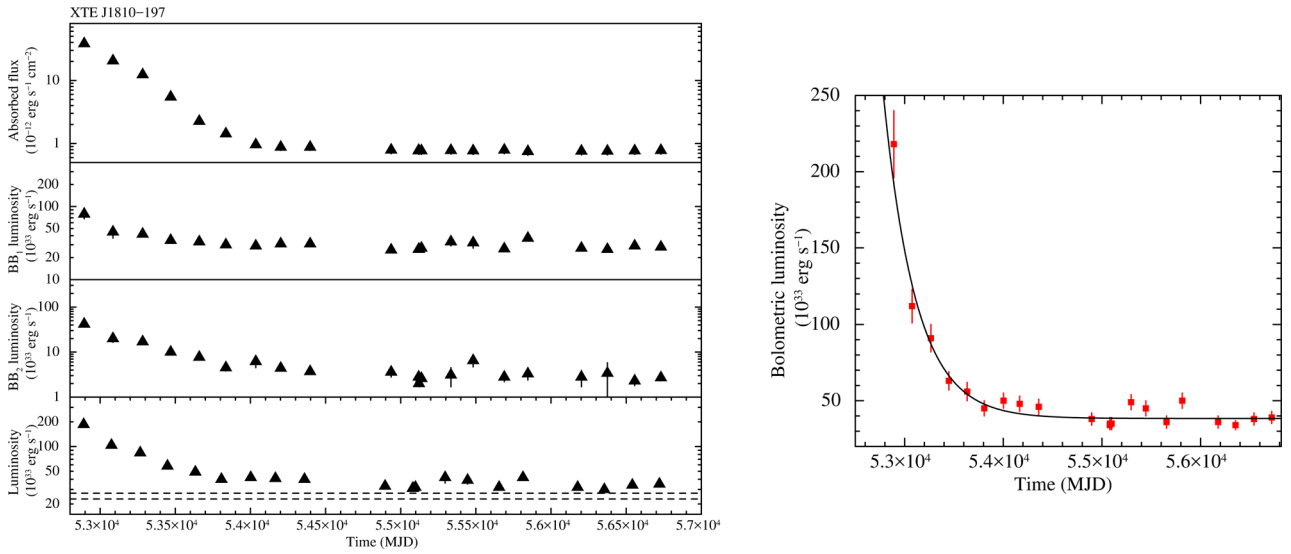 XTE J1810−197
Absorbed flux
(10⁻¹² erg s⁻¹ cm⁻²)
10
1
BB₁ luminosity
(10³³ erg s⁻¹)
200
100
50
20
10
BB₂ luminosity
(10³³ erg s⁻¹)
100
10
1
Luminosity
(10³³ erg s⁻¹)
200
100
50
20
5.3×10⁴ 5.35×10⁴ 5.4×10⁴ 5.45×10⁴ 5.5×10⁴ 5.55×10⁴ 5.6×10⁴ 5.65×10⁴ 5.7×10⁴
Time (MJD)
Bolometric luminosity
(10³³ erg s⁻¹)
250
200
150
100
50
5.3×10⁴ 5.4×10⁴ 5.5×10⁴ 5.6×10⁴
Time (MJD)